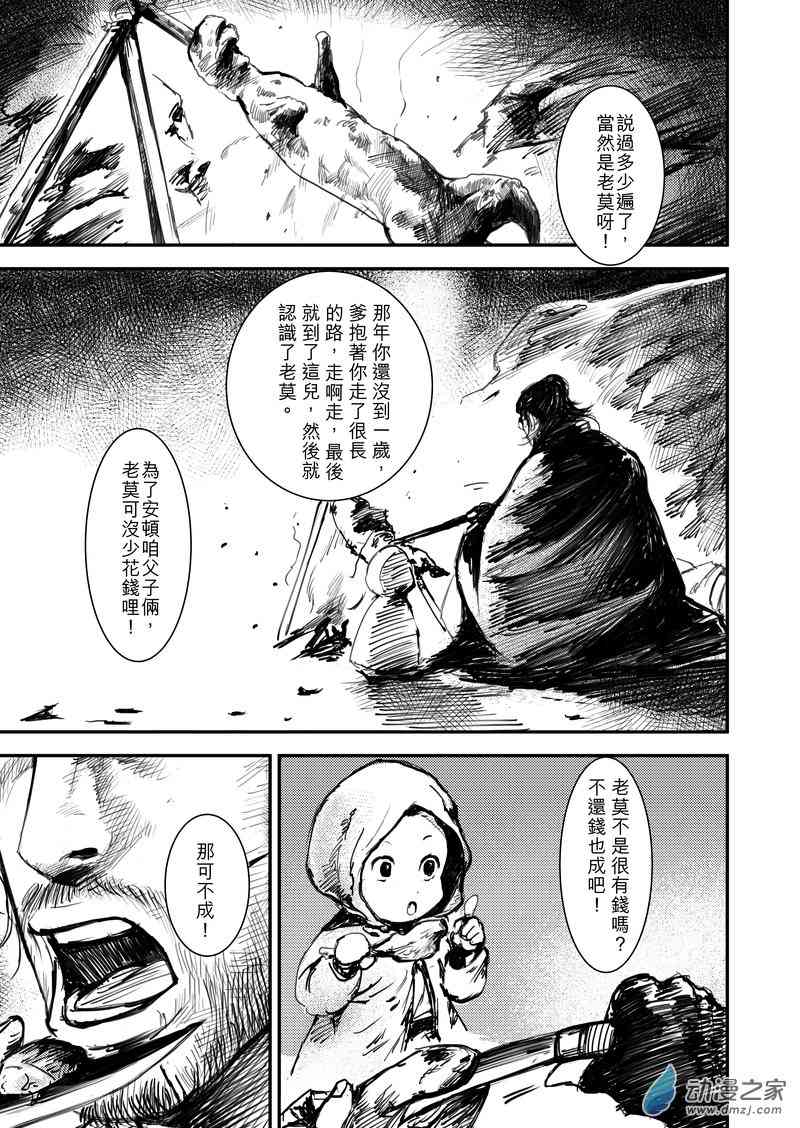 説過多少遍了，
當然是老莫呀！
那年你還沒到一歲，
爹抱著你走了很長
的路，走啊走，最後
就到了這兒，然後就
認識了老莫。
為了安頓咱父子倆，
老莫可沒少花錢哩！
老莫不是很有錢嗎？
不還錢也成吧！
那可不成！
动漫之家
www.dmzj.com